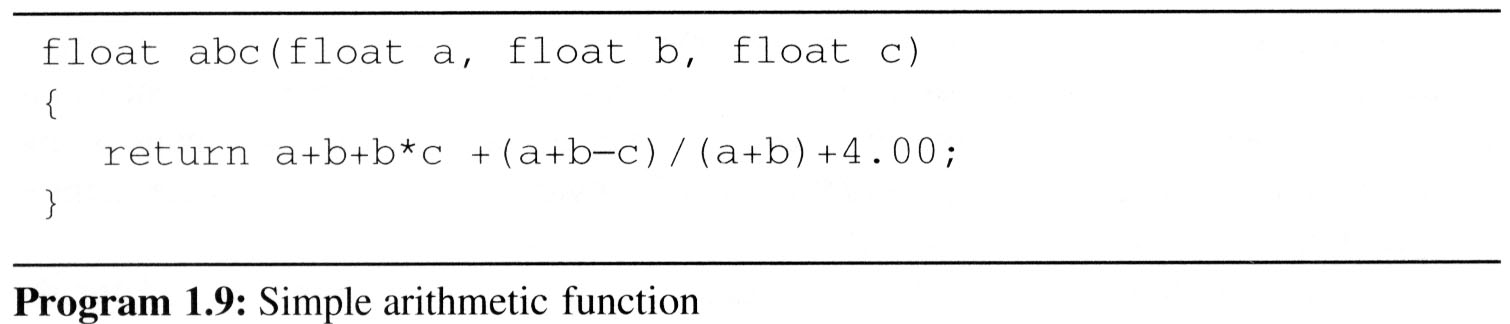 float abc(float a, float b, float c)
{
return a+b+b*c +(a+b−c)/(a+b)+4.00;
}
Program 1.9: Simple arithmetic function